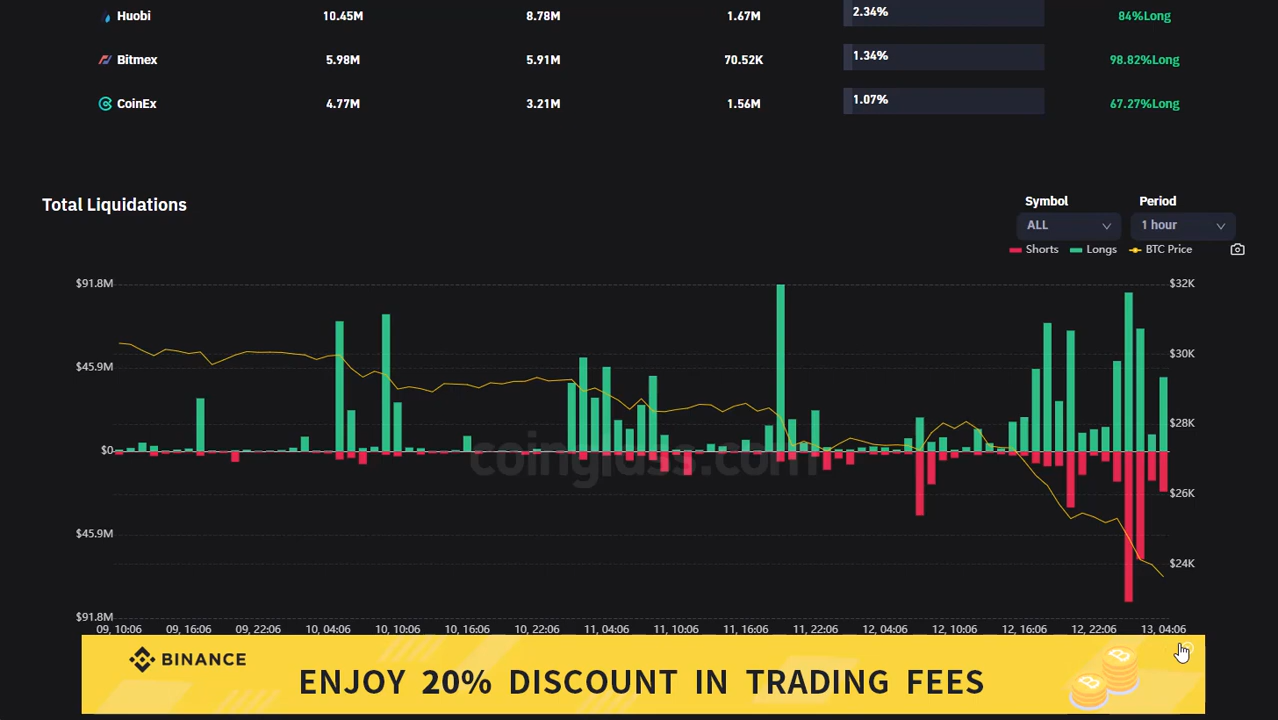 Huobi 10.45M 8.78M 1.67M 2.34% 84%Long
Bitmex 5.98M 5.91M 70.52K 1.34% 98.82%Long
CoinEx 4.77M 3.21M 1.56M 1.07% 67.27%Long
Total Liquidations
Symbol Period
ALL 1 hour
Shorts Longs BTC Price
$91.8M $32K
$30K
$45.9M
$28K
$0
coinglass.com
$26K
$45.9M
$24K
$91.8M
09, 10:06 09, 16:06 09, 22:06 10, 04:06 10, 10:06 10, 16:06 10, 22:06 11, 04:06 11, 10:06 11, 16:06 11, 22:06 12, 04:06 12, 10:06 12, 16:06 12, 22:06 13, 04:06
BINANCE
ENJOY 20% DISCOUNT IN TRADING FEES